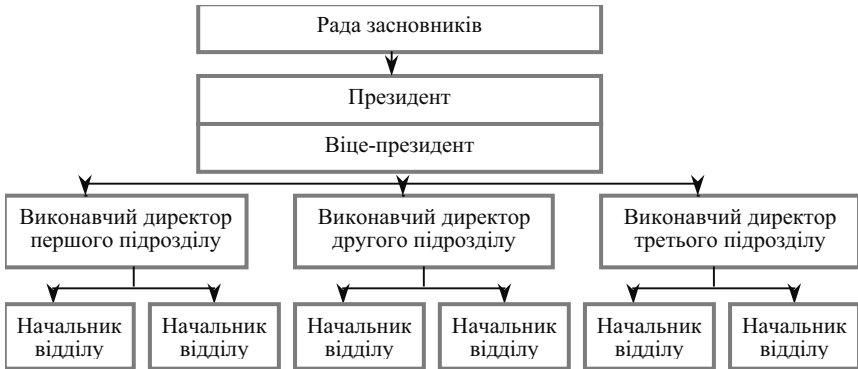 Рада засновників
Президент
Віце-президент
Виконавчий директор
першого підрозділу
Виконавчий директор
другого підрозділу
Виконавчий директор
третього підрозділу
Начальник
відділу
Начальник
відділу
Начальник
відділу
Начальник
відділу
Начальник
відділу
Начальник
відділу